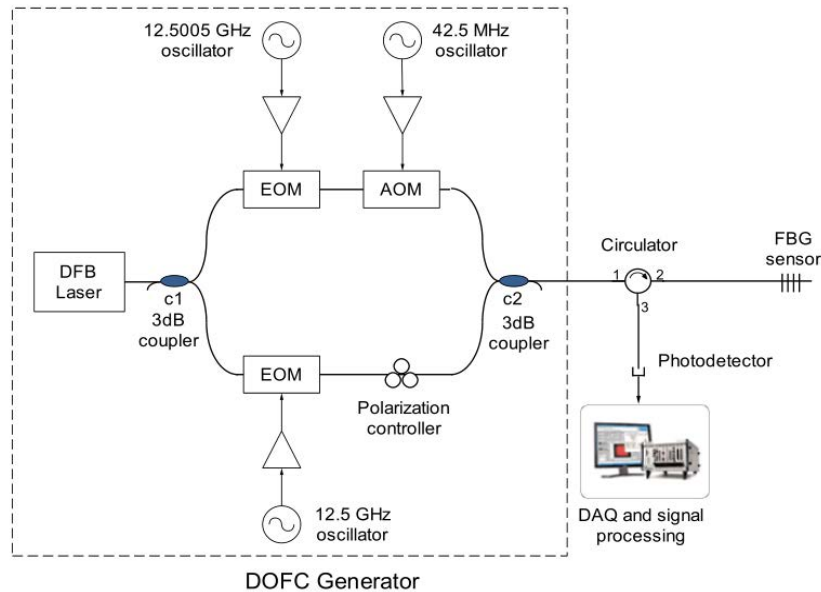 12.5005 GHz
oscillator
42.5 MHz
oscillator
EOM
AOM
DFB
Laser
c1
3dB
coupler
c2
3dB
coupler
Circulator
1
2
3
FBG
sensor
EOM
Polarization
controller
Photodetector
12.5 GHz
oscillator
DAQ and signal
processing
DOFC Generator